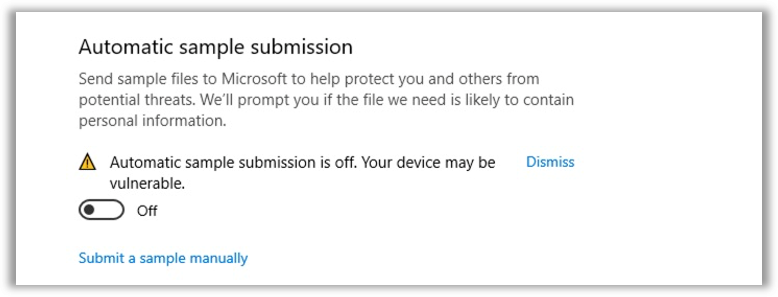 Automatic sample submission
Send sample files to Microsoft to help protect you and others from
potential threats. We'll prompt you if the file we need is likely to contain
personal information.
Automatic sample submission is off. Your device may be Dismiss
vulnerable.
Off
Submit a sample manually